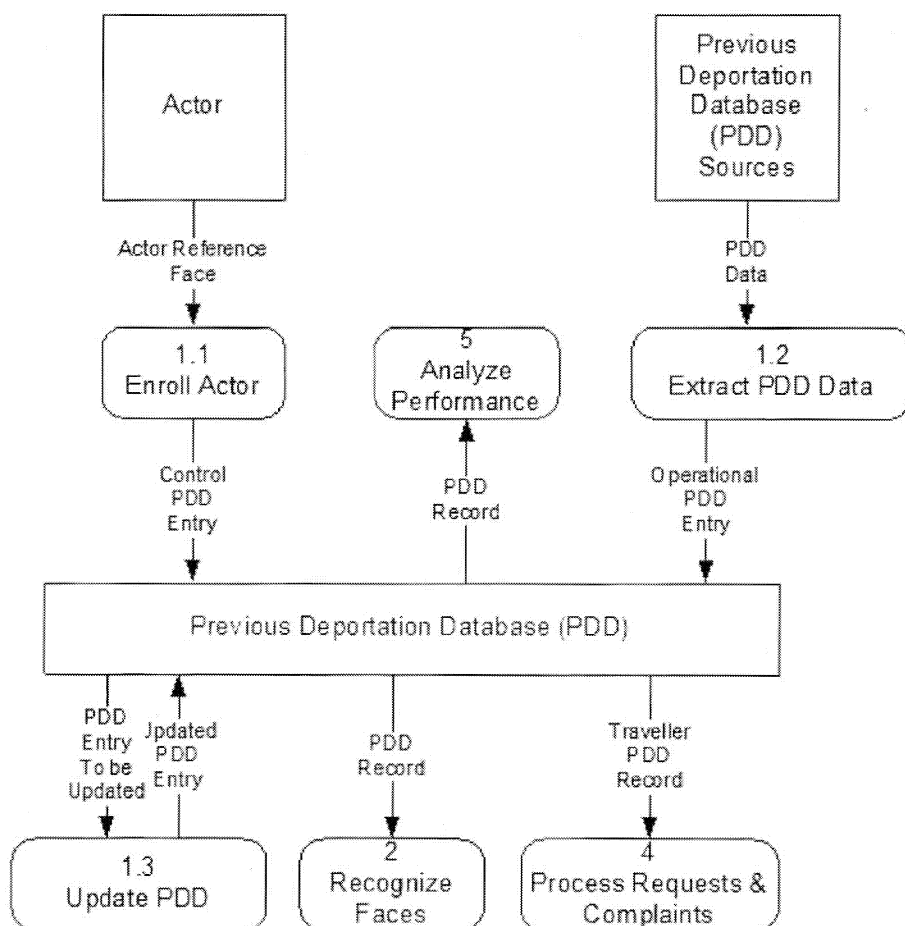 Actor
Previous
Deportation
Database
(PDD)
Sources
Actor Reference
Face
PDD
Data
1.1
Enroll Actor
5
Analyze
Performance
1.2
Extract PDD Data
Control
PDD
Entry
PDD
Record
Operational
PDD
Entry
Previous Deportation Database (PDD)
PDD
Entry
To be
Updated
Updated
PDD
Entry
PDD
Record
Traveller
PDD
Record
1.3
Update PDD
2
Recognize
Faces
4
Process Requests &
Complaints